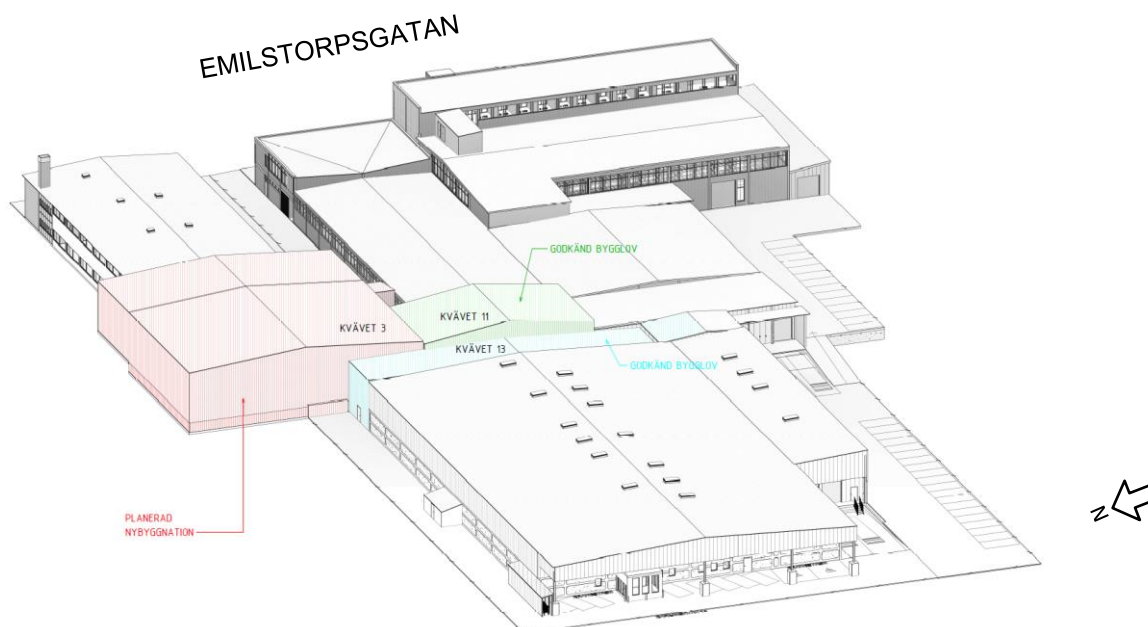 EMILSTORPSGATAN
GODKÄND BYGGLOV
KVÄVET 11
KVÄVET 3
KVÄVET 13
GODKÄND BYGGLOV
PLANERAD
NYBYGGNATION
N